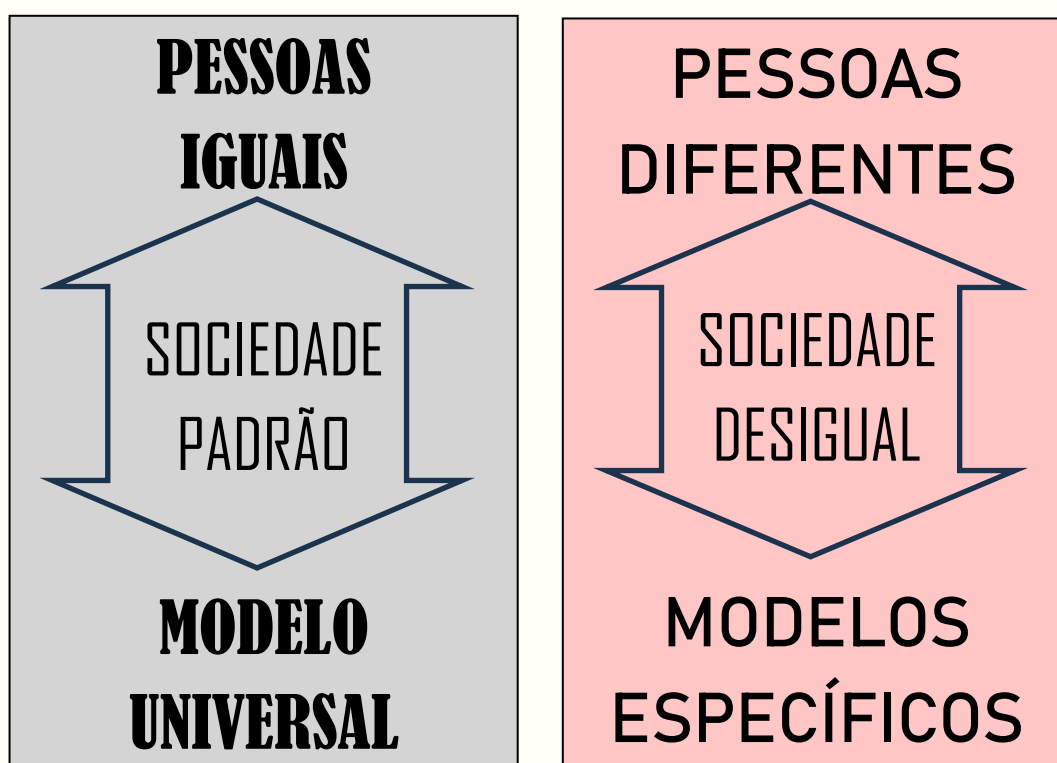 PESSOAS
IGUAIS
SOCIEDADE
PADRÃO
MODELO
UNIVERSAL
PESSOAS
DIFERENTES
SOCIEDADE
DESIGUAL
MODELOS
ESPECÍFICOS